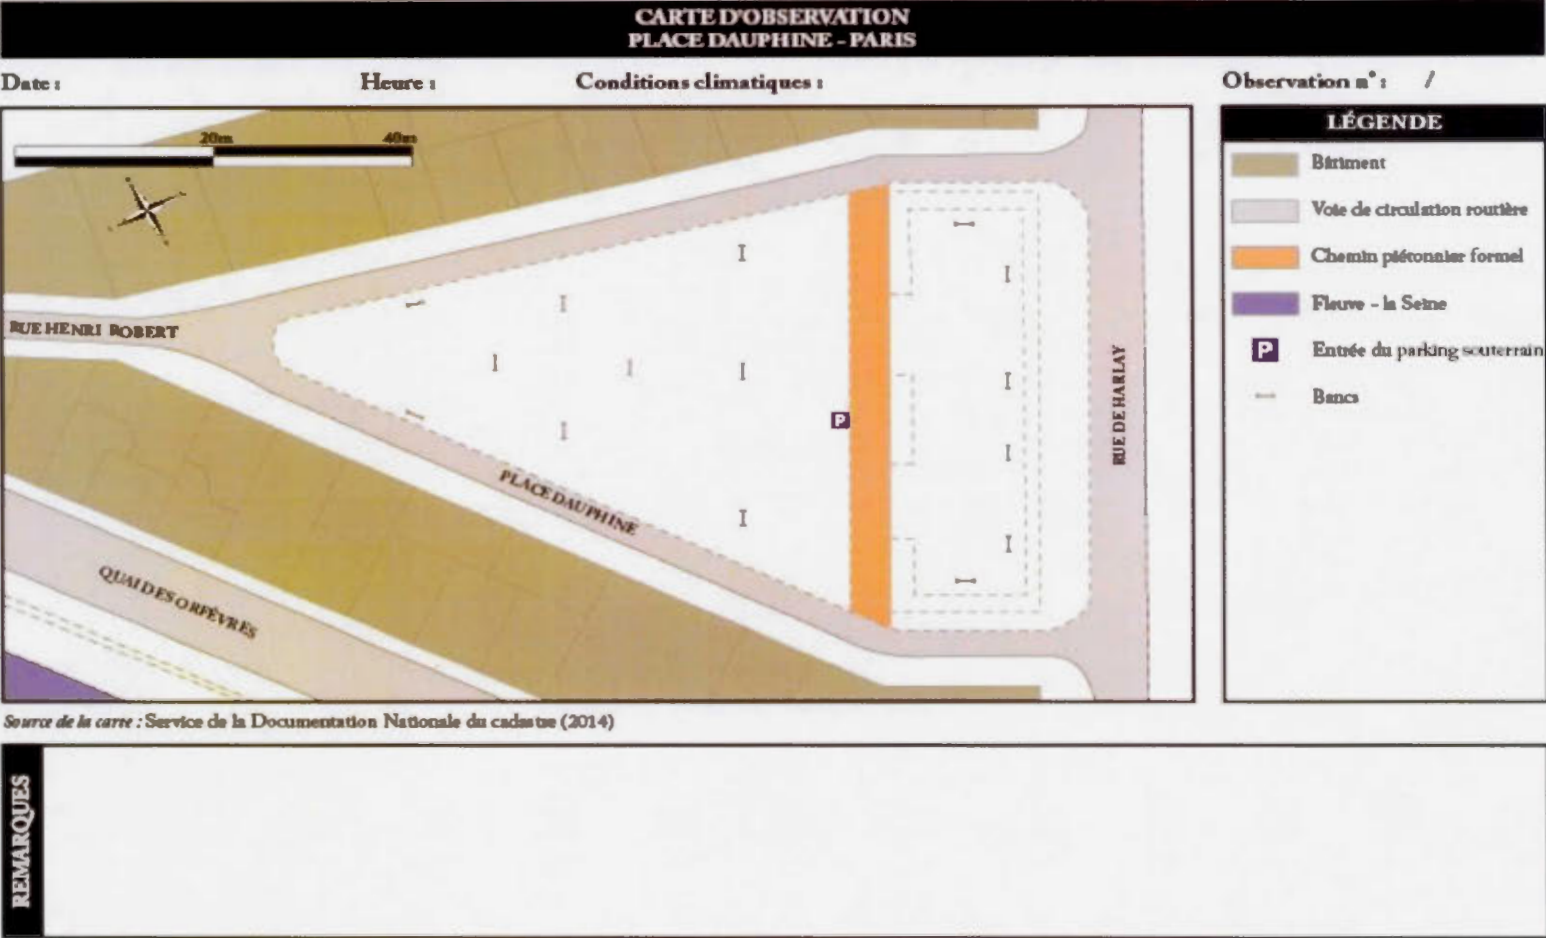 CARTE D'OBSERVATION
PLACE DAUPHINE - PARIS
Date :
Heure :
Conditions climatiques :
Observation n° : /
20m
40m
RUE HENRI ROBERT
PLACE DAUPHINE
QUAI DES ORFÈVRES
RUE DE HARLAY
P
LÉGENDE
Bâtiment
Voie de circulation routière
Chemin piétonnier formel
Fleuve - la Seine
P
Entrée du parking souterrain
Bancs
Source de la carte : Service de la Documentation Nationale du cadastre (2014)
REMARQUES